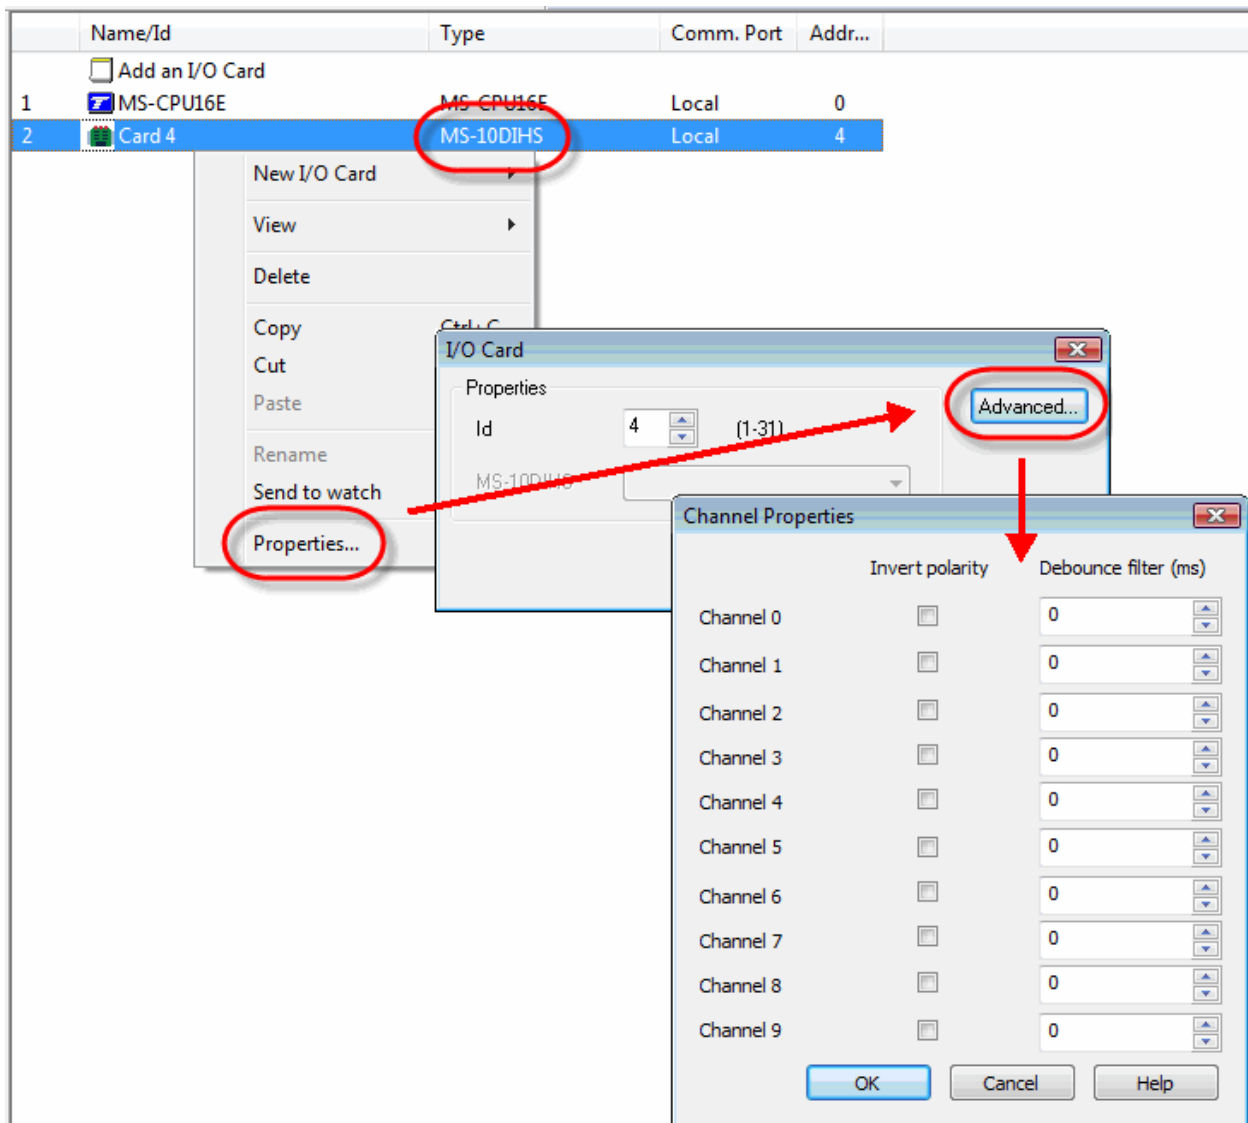 Name/Id Type Comm. Port Addr...
Add an I/O Card
1 MS-CPU16E MS-CPU16E Local 0
2 Card 4 MS-10DIHS Local 4
New I/O Card
View
Delete
Copy Ctrl+C
Cut
Paste
Rename
Send to watch
Properties...
I/O Card
Properties
Advanced...
Id 4 (1-31)
MS-10DIHS
Channel Properties
Invert polarity Debounce filter (ms)
Channel 0 0
Channel 1 0
Channel 2 0
Channel 3 0
Channel 4 0
Channel 5 0
Channel 6 0
Channel 7 0
Channel 8 0
Channel 9 0
OK Cancel Help